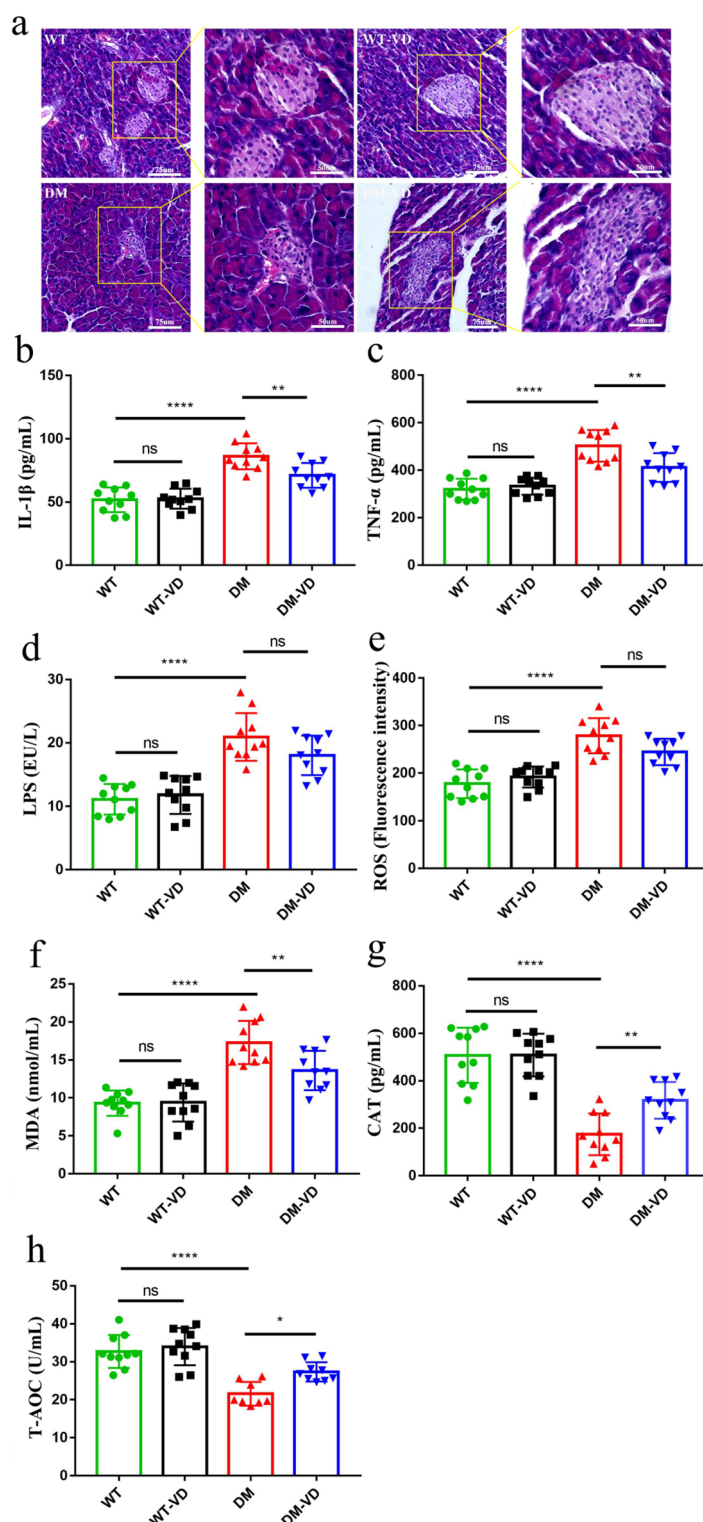 a
WT
WT-VD
75um
50um
75um
50um
DM
DM-VD
75um
50um
75um
50um
b
IL-1β (pg/mL)
150
100
50
0
****
**
ns
WT
WT-VD
DM
DM-VD
c
TNF-α (pg/mL)
800
600
400
200
0
****
**
ns
WT
WT-VD
DM
DM-VD
d
LPS (EU/L)
30
20
10
0
****
ns
ns
WT
WT-VD
DM
DM-VD
e
ROS (Fluorescence intensity)
400
300
200
100
0
****
ns
ns
WT
WT-VD
DM
DM-VD
f
MDA (nmol/mL)
25
20
15
10
5
0
****
**
ns
WT
WT-VD
DM
DM-VD
g
CAT (pg/mL)
800
600
400
200
0
****
ns
**
WT
WT-VD
DM
DM-VD
h
T-AOC (U/mL)
50
40
30
20
10
0
****
ns
*
WT
WT-VD
DM
DM-VD